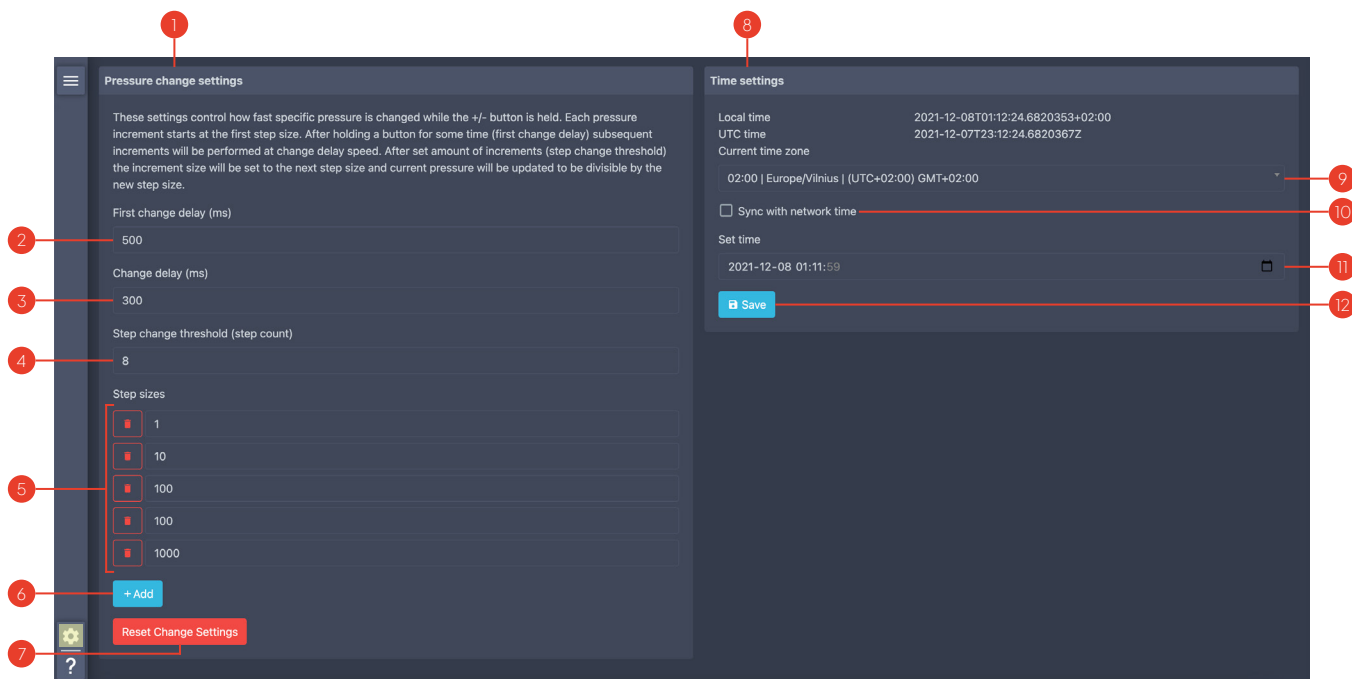 1
8
Pressure change settings
These settings control how fast specific pressure is changed while the +/- button is held. Each pressure
increment starts at the first step size. After holding a button for some time (first change delay) subsequent
increments will be performed at change delay speed. After set amount of increments (step change threshold)
the increment size will be set to the next step size and current pressure will be updated to be divisible by the
new step size.
First change delay (ms)
2
500
Change delay (ms)
3
300
Step change threshold (step count)
4
8
Step sizes
1
10
5
100
100
1000
6
+ Add
7
Reset Change Settings
?
Time settings
Local time 2021-12-08T01:12:24.6820353+02:00
UTC time 2021-12-07T23:12:24.6820367Z
Current time zone
02:00 | Europe/Vilnius | (UTC+02:00) GMT+02:00
9
Sync with network time
10
Set time
2021-12-08 01:11:59
11
Save
12